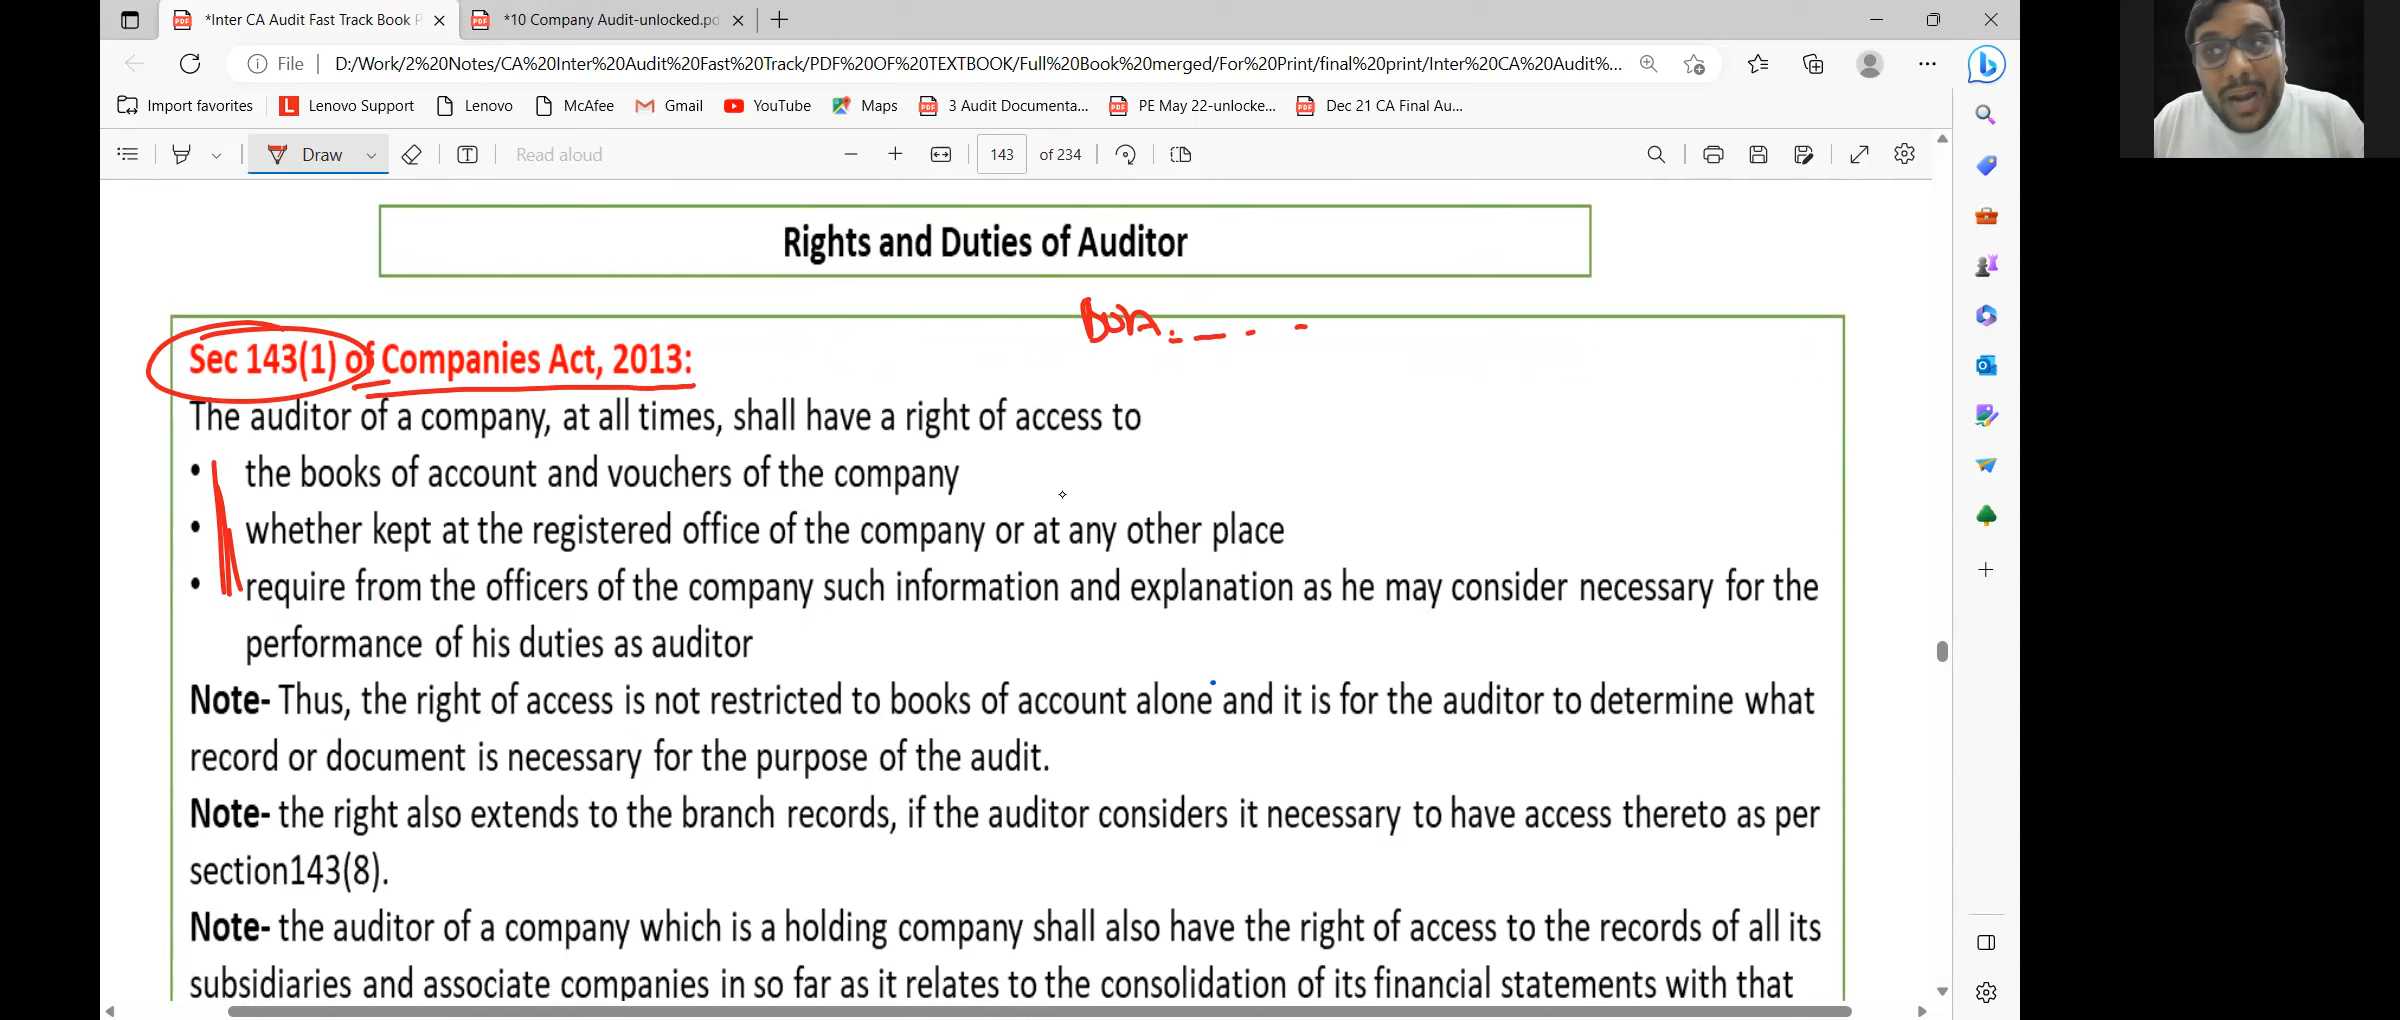 *Inter CA Audit Fast Track Book P
*10 Company Audit-unlocked.pd
File
D:/Work/2%20Notes/CA%20Inter%20Audit%20Fast%20Track/PDF%20OF%20TEXTBOOK/Full%20Book%20merged/For%20Print/final%20print/Inter%20CA%20Audit%...
Import favorites
Lenovo Support
Lenovo
McAfee
Gmail
YouTube
Maps
3 Audit Documenta...
PE May 22-unlocke...
Dec 21 CA Final Au...
Draw
Read aloud
143
of 234
Rights and Duties of Auditor
Sec 143(1) of Companies Act, 2013:
The auditor of a company, at all times, shall have a right of access to
• the books of account and vouchers of the company
• whether kept at the registered office of the company or at any other place
• require from the officers of the company such information and explanation as he may consider necessary for the
performance of his duties as auditor
Note- Thus, the right of access is not restricted to books of account alone and it is for the auditor to determine what
record or document is necessary for the purpose of the audit.
Note- the right also extends to the branch records, if the auditor considers it necessary to have access thereto as per
section143(8).
Note- the auditor of a company which is a holding company shall also have the right of access to the records of all its
subsidiaries and associate companies in so far as it relates to the consolidation of its financial statements with that